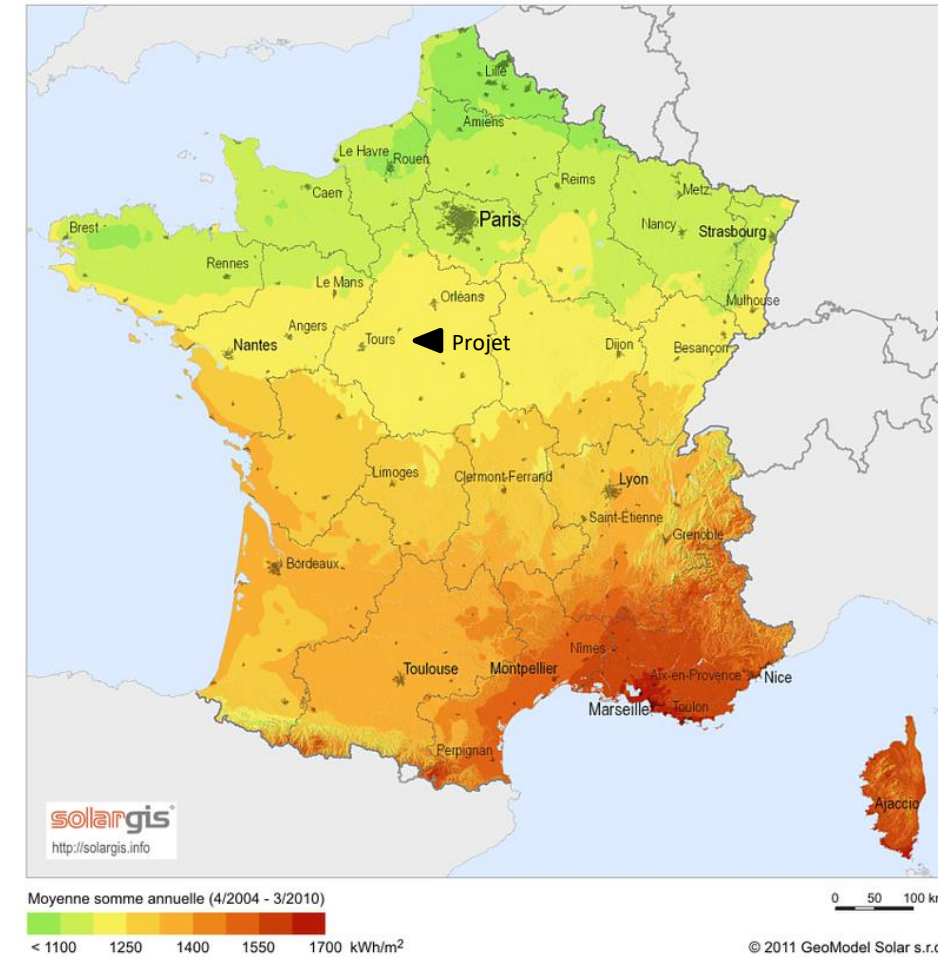 Lille
Amiens
Le Havre
Rouen
Reims
Caen
Metz
Paris
Brest
Nancy
Strasbourg
Rennes
Le Mans
Orléans
Mulhouse
Angers
Tours
Projet
Nantes
Dijon
Besançon
Limoges
Clermont-Ferrand
Lyon
Saint-Étienne
Grenoble
Bordeaux
Nîmes
Toulouse
Montpellier
Aix-en-Provence
Nice
Marseille
Toulon
Perpignan
Ajaccio
solargis
http://solargis.info
Moyenne somme annuelle (4/2004 - 3/2010)
0 50 100 km
< 1100 1250 1400 1550 1700 kWh/m²
© 2011 GeoModel Solar s.r.o